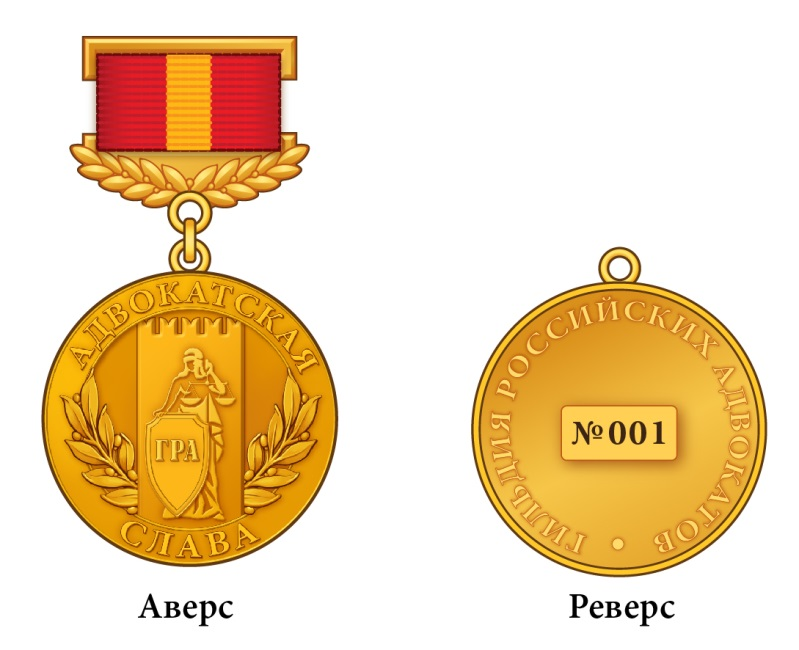 АДВОКАТСКАЯ
ГРА
СЛАВА
Аверс
ГИЛЬДИЯ РОССИЙСКИХ АДВОКАТОВ •
№001
Реверс